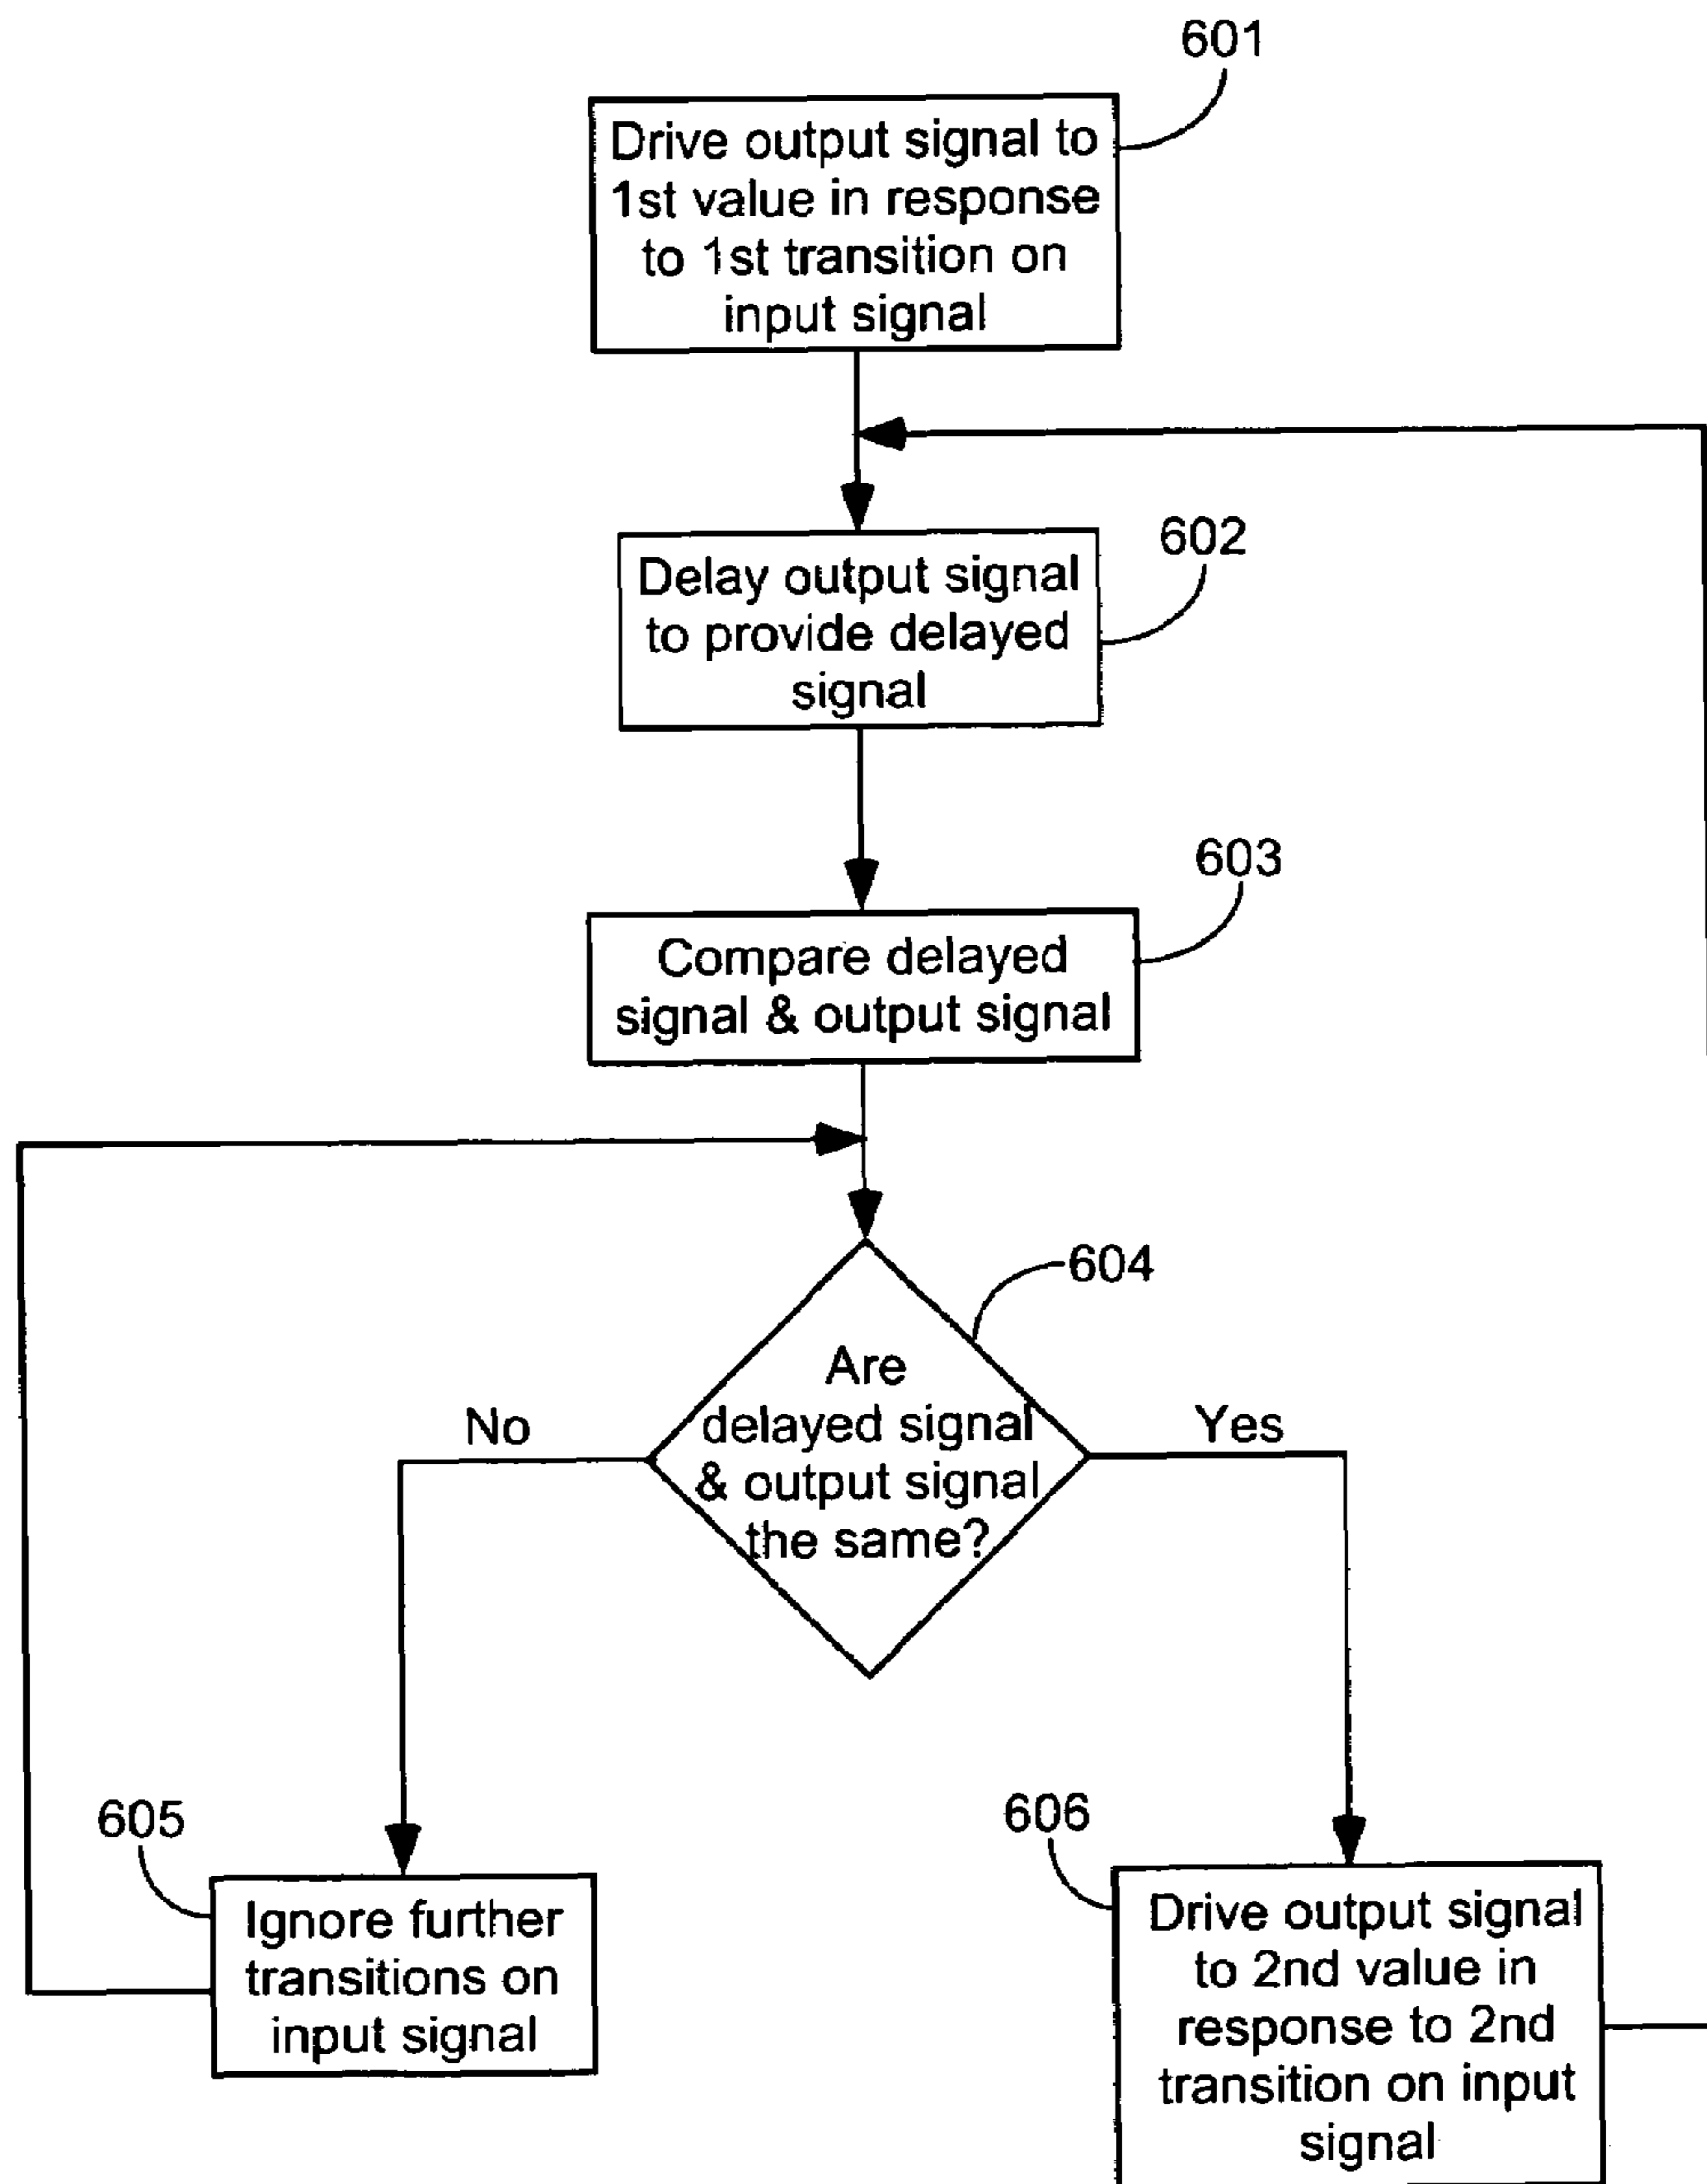 601
Drive output signal to
1st value in response
to 1st transition on
input signal
602
Delay output signal
to provide delayed
signal
603
Compare delayed
signal & output signal
604
Are
delayed signal
& output signal
the same?
No
Yes
605
Ignore further
transitions on
input signal
606
Drive output signal
to 2nd value in
response to 2nd
transition on input
signal